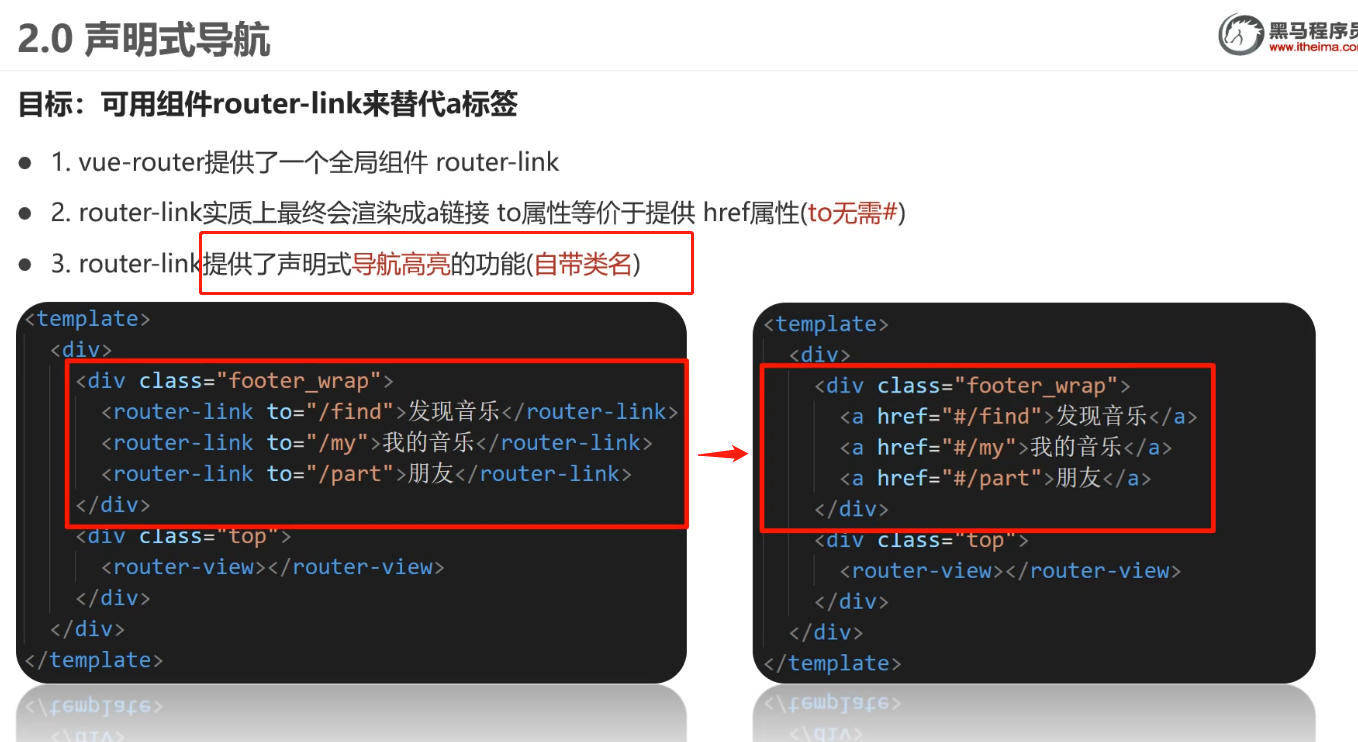 2.0 声明式导航
黑马程序员
www.itheima.com
目标：可用组件router-link来替代a标签
● 1. vue-router提供了一个全局组件 router-link
● 2. router-link实质上最终会渲染成a链接 to属性等价于提供 href属性(to无需#)
● 3. router-link提供了声明式导航高亮的功能(自带类名)
<template>
<div>
<div class="footer_wrap">
<router-link to="/find">发现音乐</router-link>
<router-link to="/my">我的音乐</router-link>
<router-link to="/part">朋友</router-link>
</div>
<div class="top">
<router-view></router-view>
</div>
</div>
</template>
<template>
<div>
<div class="footer_wrap">
<a href="#/find">发现音乐</a>
<a href="#/my">我的音乐</a>
<a href="#/part">朋友</a>
</div>
<div class="top">
<router-view></router-view>
</div>
</div>
</template>